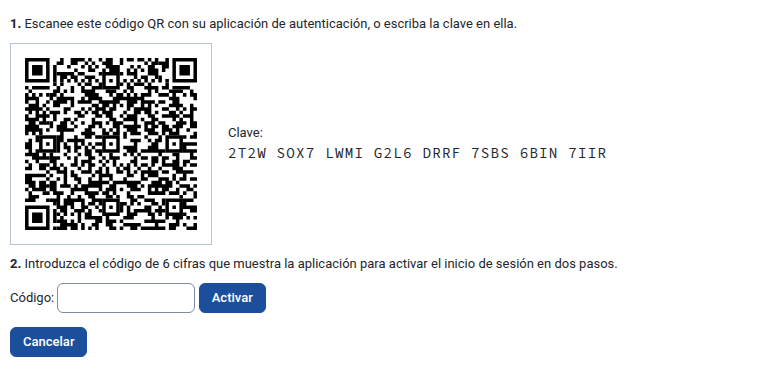 1. Escanee este código QR con su aplicación de autenticación, o escriba la clave en ella.
Clave:
2T2W SOX7 LWMI G2L6 DRRF 7SBS 6BIN 7IIR
2. Introduzca el código de 6 cifras que muestra la aplicación para activar el inicio de sesión en dos pasos.
Código:
Activar
Cancelar